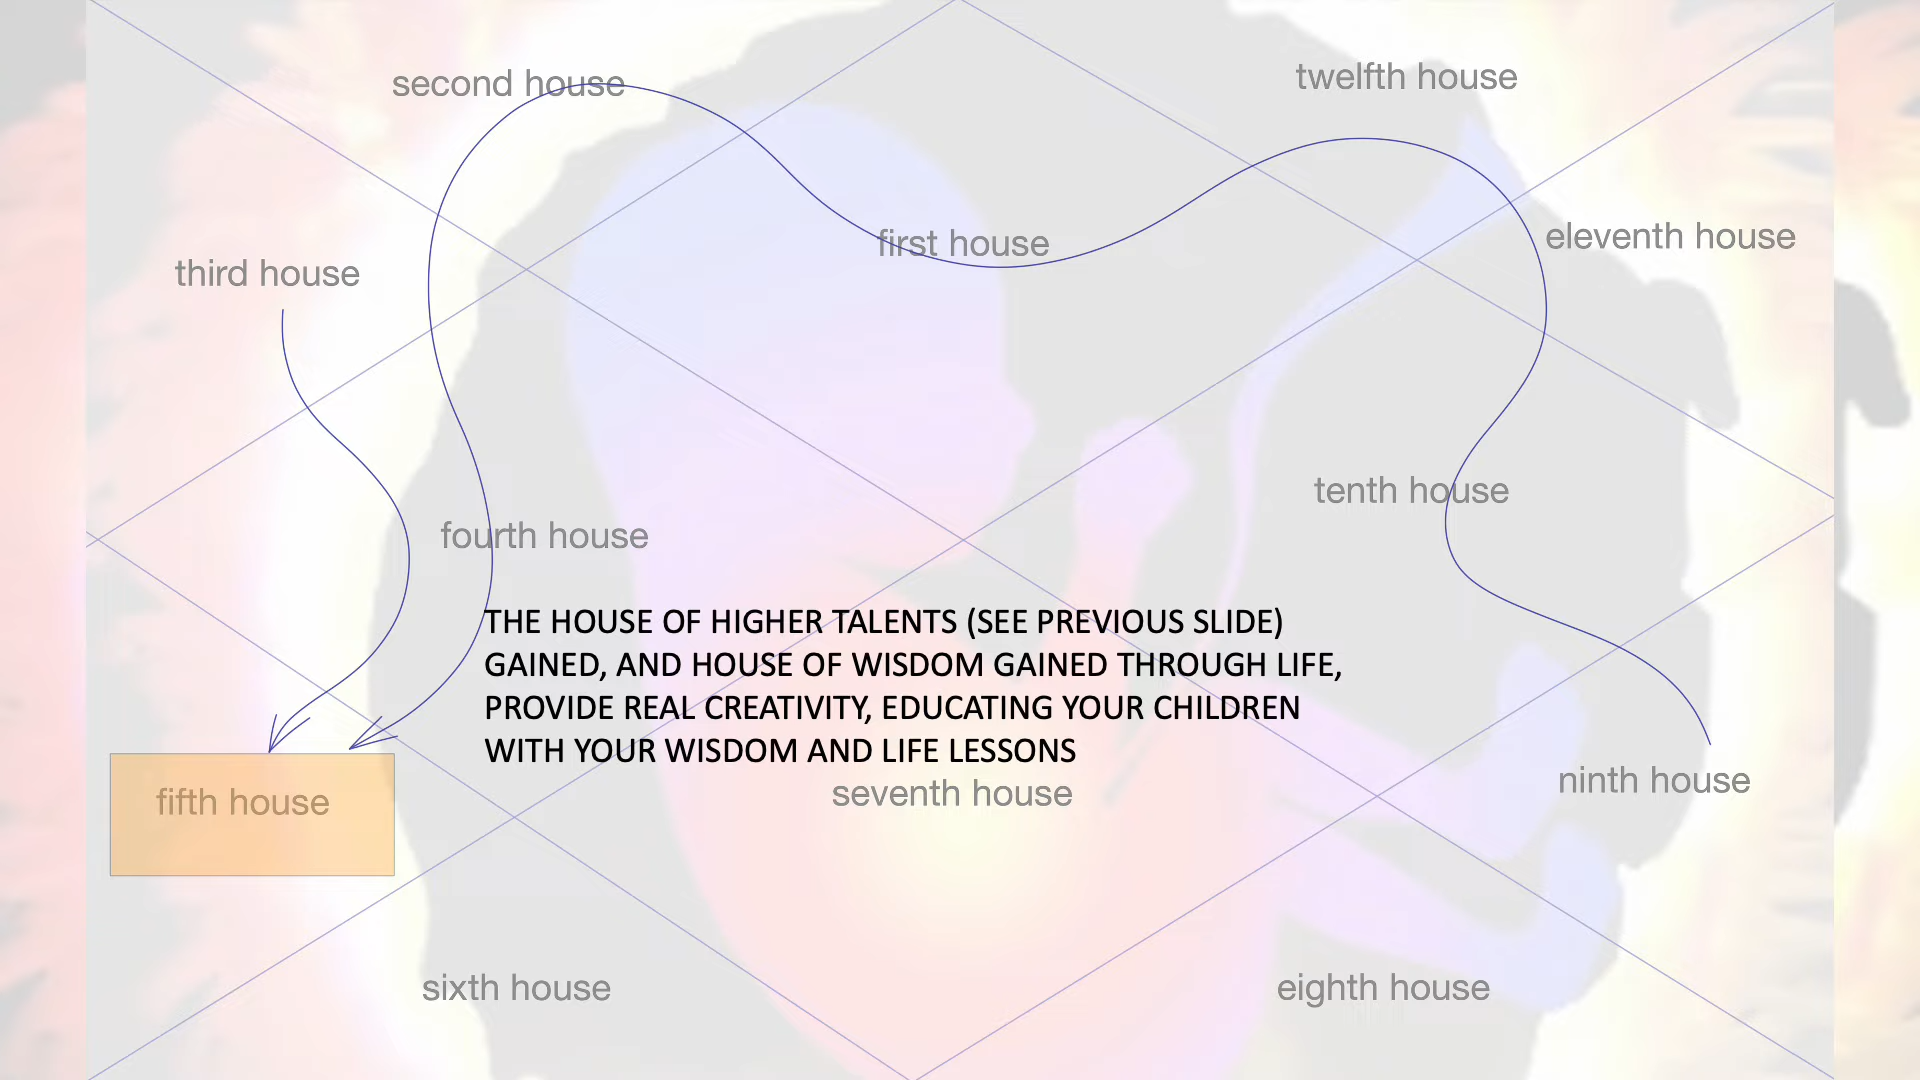 second house
twelfth house
first house
eleventh house
third house
tenth house
fourth house
THE HOUSE OF HIGHER TALENTS (SEE PREVIOUS SLIDE)
GAINED, AND HOUSE OF WISDOM GAINED THROUGH LIFE,
PROVIDE REAL CREATIVITY, EDUCATING YOUR CHILDREN
WITH YOUR WISDOM AND LIFE LESSONS
seventh house
ninth house
fifth house
sixth house
eighth house